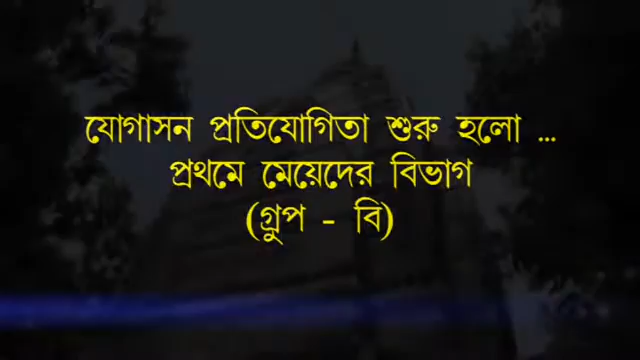 যোগাসন প্রতিযোগিতা শুরু হলো ...
প্রথমে মেয়েদের বিভাগ
(গ্রুপ - বি)